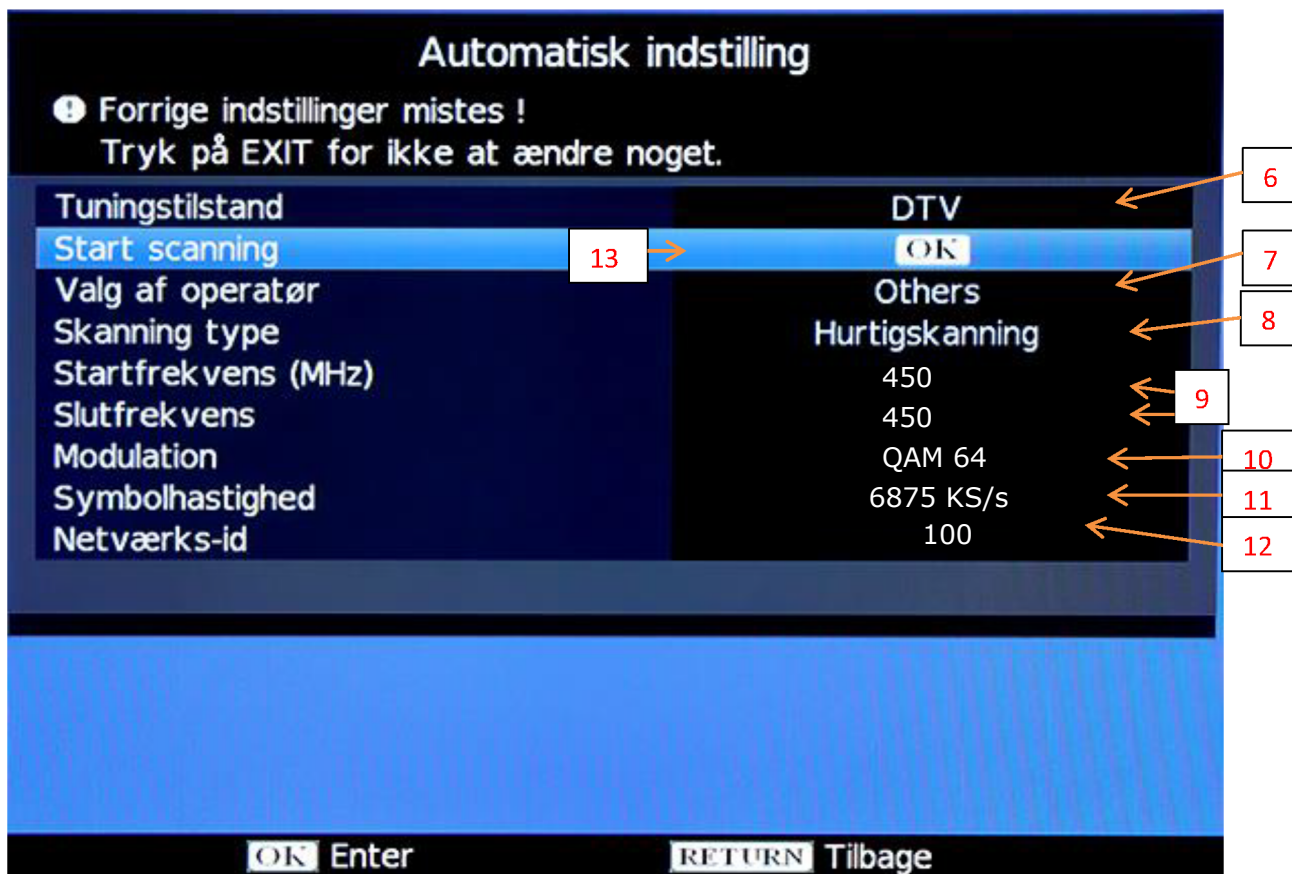 Automatisk indstilling
! Forrige indstillinger mistes !
Tryk på EXIT for ikke at ændre noget.
Tuningstilstand DTV 6
Start scanning 13 OK
Valg af operatør Others 7
Skanning type Hurtigskanning 8
Startfrekvens (MHz) 450
Slutfrekvens 450 9
Modulation QAM 64 10
Symbolhastighed 6875 KS/s 11
Netværks-id 100 12
OK Enter RETURN Tilbage